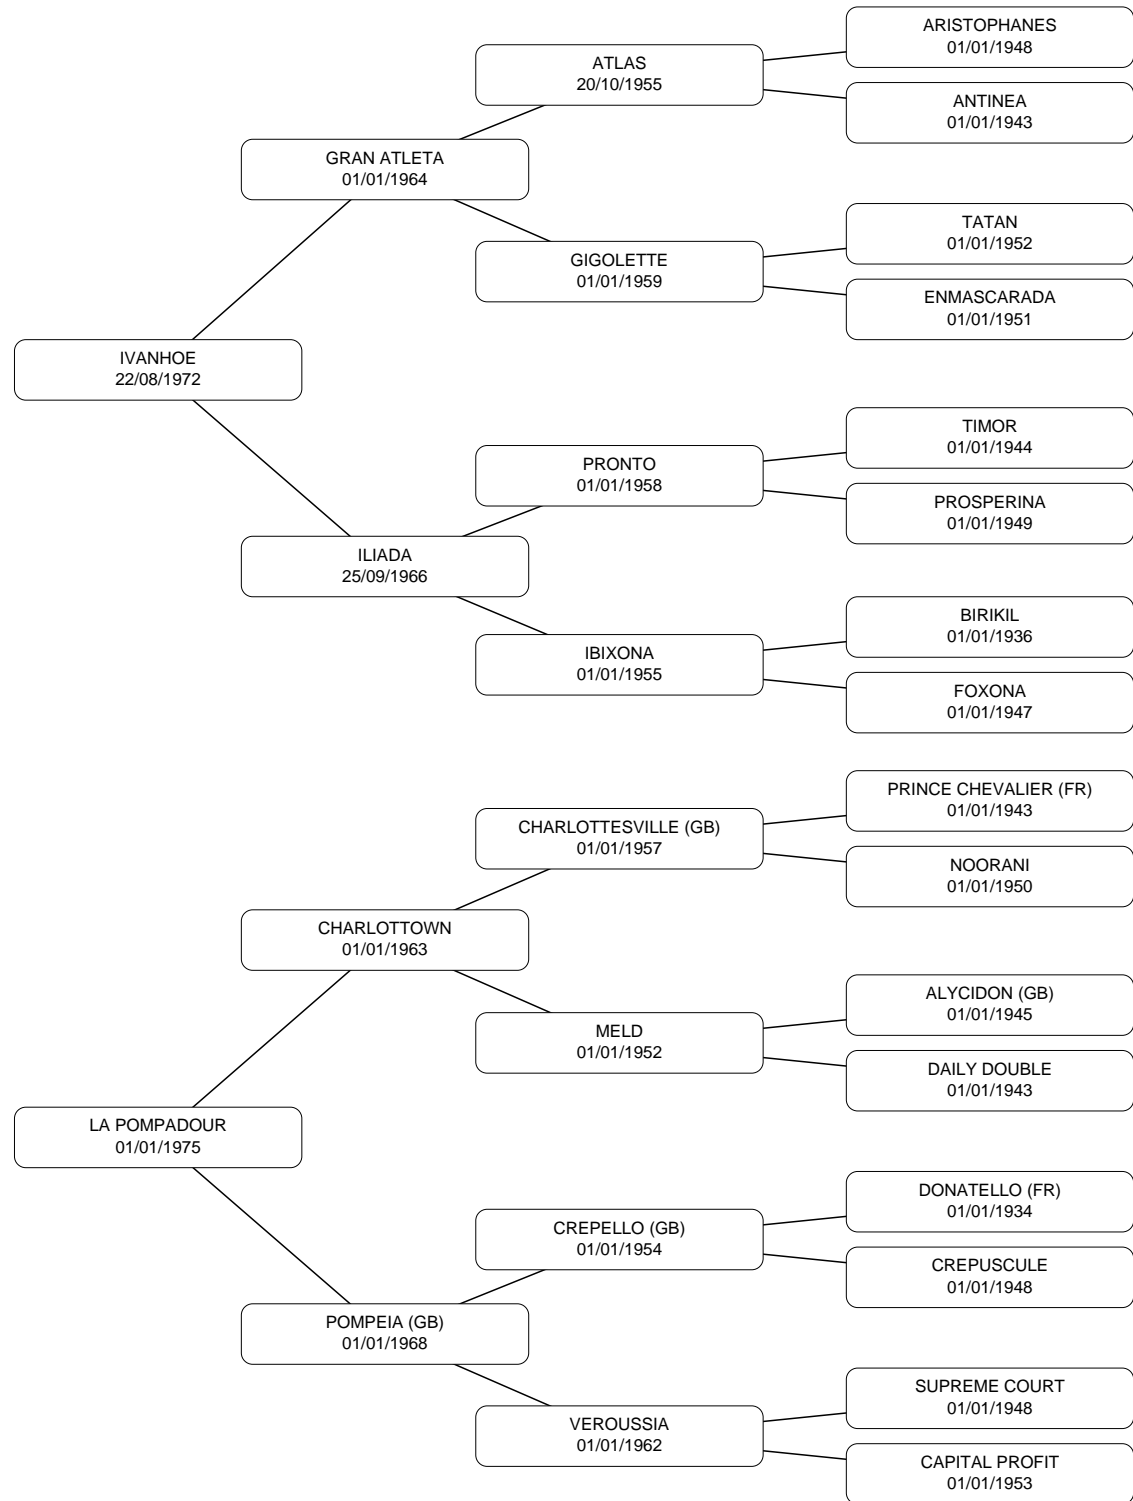 ARISTOPHANES
01/01/1948
ATLAS
20/10/1955
ANTINEA
01/01/1943
GRAN ATLETA
01/01/1964
TATAN
01/01/1952
GIGOLETTE
01/01/1959
ENMASCARADA
01/01/1951
IVANHOE
22/08/1972
TIMOR
01/01/1944
PRONTO
01/01/1958
PROSPERINA
01/01/1949
ILIADA
25/09/1966
BIRIKIL
01/01/1936
IBIXONA
01/01/1955
FOXONA
01/01/1947
PRINCE CHEVALIER (FR)
01/01/1943
CHARLOTTESVILLE (GB)
01/01/1957
NOORANI
01/01/1950
CHARLOTTOWN
01/01/1963
ALYCIDON (GB)
01/01/1945
MELD
01/01/1952
DAILY DOUBLE
01/01/1943
LA POMPADOUR
01/01/1975
DONATELLO (FR)
01/01/1934
CREPELLO (GB)
01/01/1954
CREPUSCULE
01/01/1948
POMPEIA (GB)
01/01/1968
SUPREME COURT
01/01/1948
VEROUSSIA
01/01/1962
CAPITAL PROFIT
01/01/1953